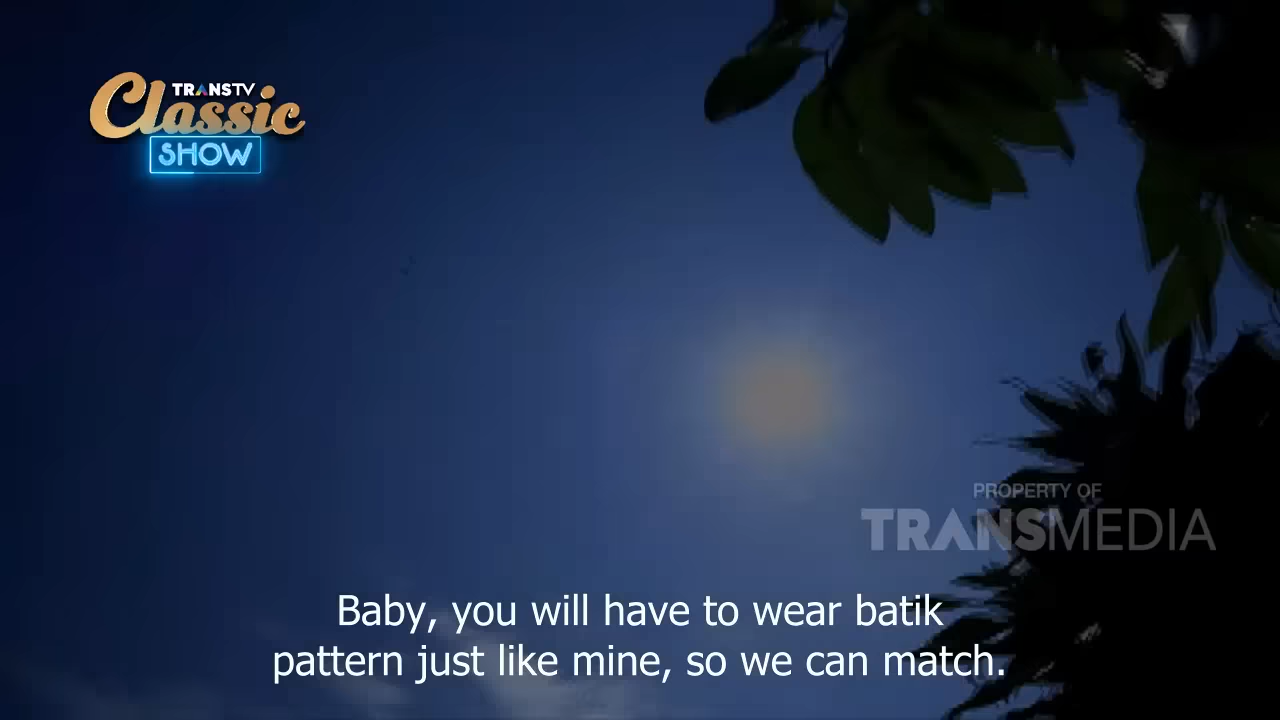 TRANSTV
Classic
SHOW
PROPERTY OF
TRANSMEDIA
Baby, you will have to wear batik
pattern just like mine, so we can match.